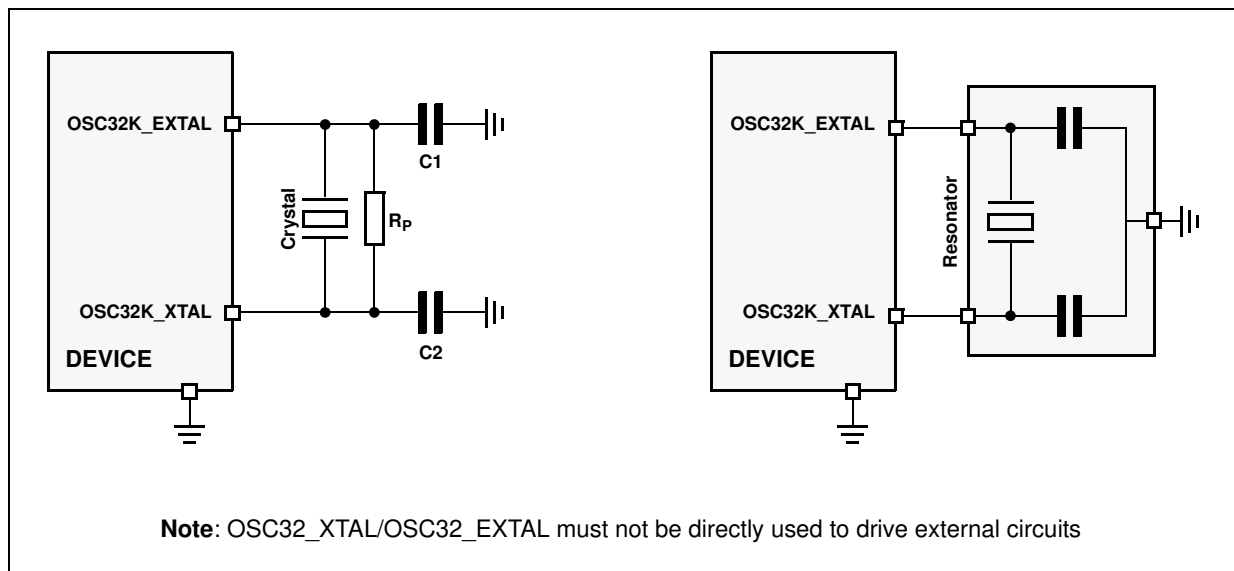 OSC32K_EXTAL
C1
Crystal
RP
OSC32K_XTAL
C2
DEVICE
OSC32K_EXTAL
Resonator
OSC32K_XTAL
DEVICE
Note: OSC32_XTAL/OSC32_EXTAL must not be directly used to drive external circuits